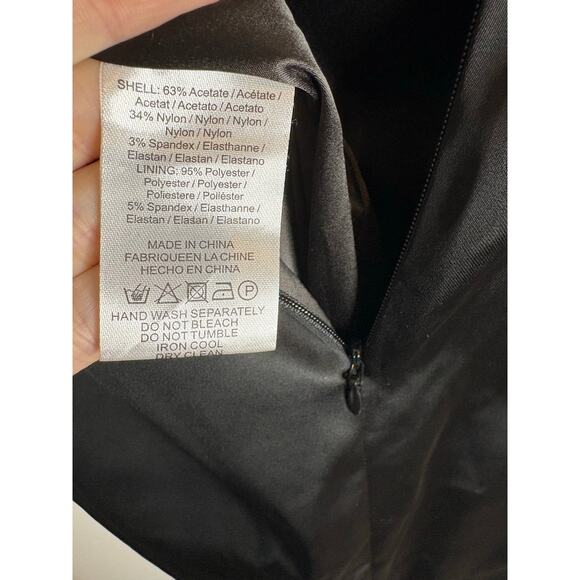 SHELL: 63% Acetate / Acétate /
Acetat / Acetato / Acetato
34% Nylon / Nylon / Nylon /
Nylon / Nylon
3% Spandex / Elasthanne /
Elastan / Elastan / Elastano
LINING: 95% Polyester /
Polyester / Polyester /
Poliestere / Poliéster
5% Spandex / Elasthanne /
Elastan / Elastan / Elastano
MADE IN CHINA
FABRIQUEEN LA CHINE
HECHO EN CHINA
P
HAND WASH SEPARATELY
DO NOT BLEACH
DO NOT TUMBLE
IRON COOL
DRY CLEAN